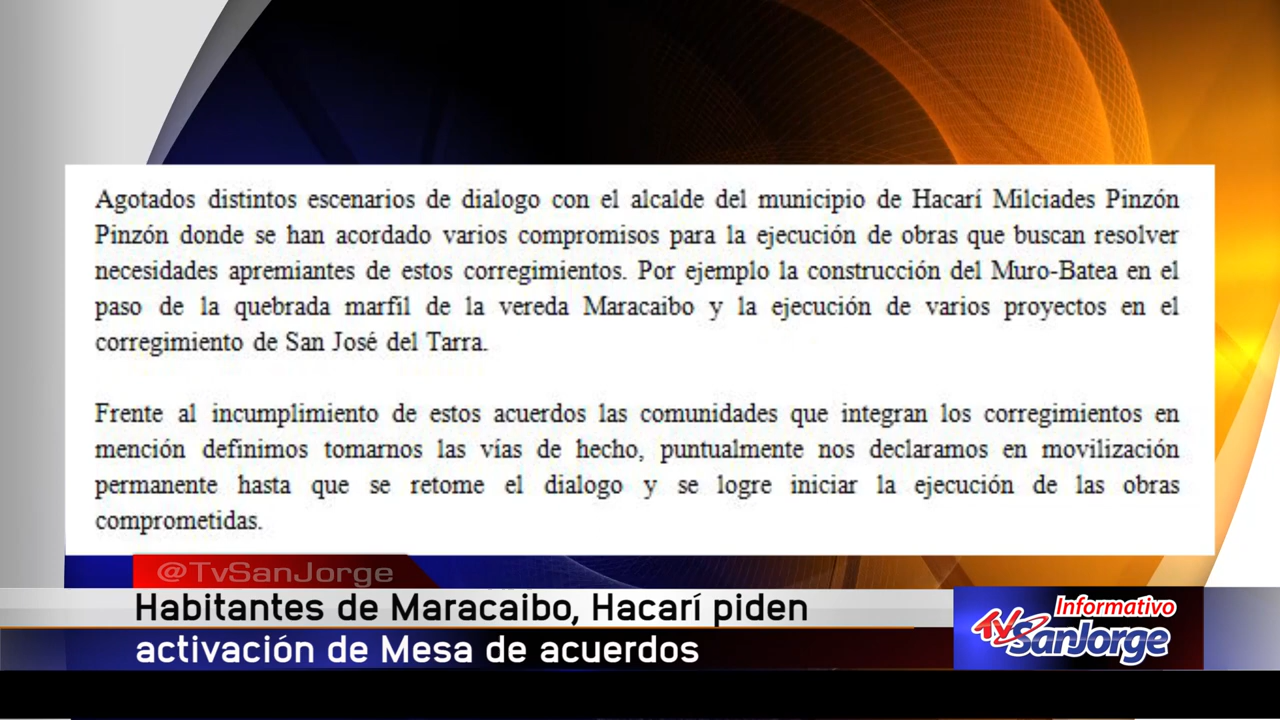 Agotados distintos escenarios de dialogo con el alcalde del municipio de Hacarí Milciades Pinzón
Pinzón donde se han acordado varios compromisos para la ejecución de obras que buscan resolver
necesidades apremiantes de estos corregimientos. Por ejemplo la construcción del Muro-Batea en el
paso de la quebrada marfil de la vereda Maracaibo y la ejecución de varios proyectos en el
corregimiento de San José del Tarra.
Frente al incumplimiento de estos acuerdos las comunidades que integran los corregimientos en
mención definimos tomarnos las vías de hecho, puntualmente nos declaramos en movilización
permanente hasta que se retome el dialogo y se logre iniciar la ejecución de las obras
comprometidas.
@TvSanJorge
Habitantes de Maracaibo, Hacarí piden
activación de Mesa de acuerdos
Informativo
TV SanJorge